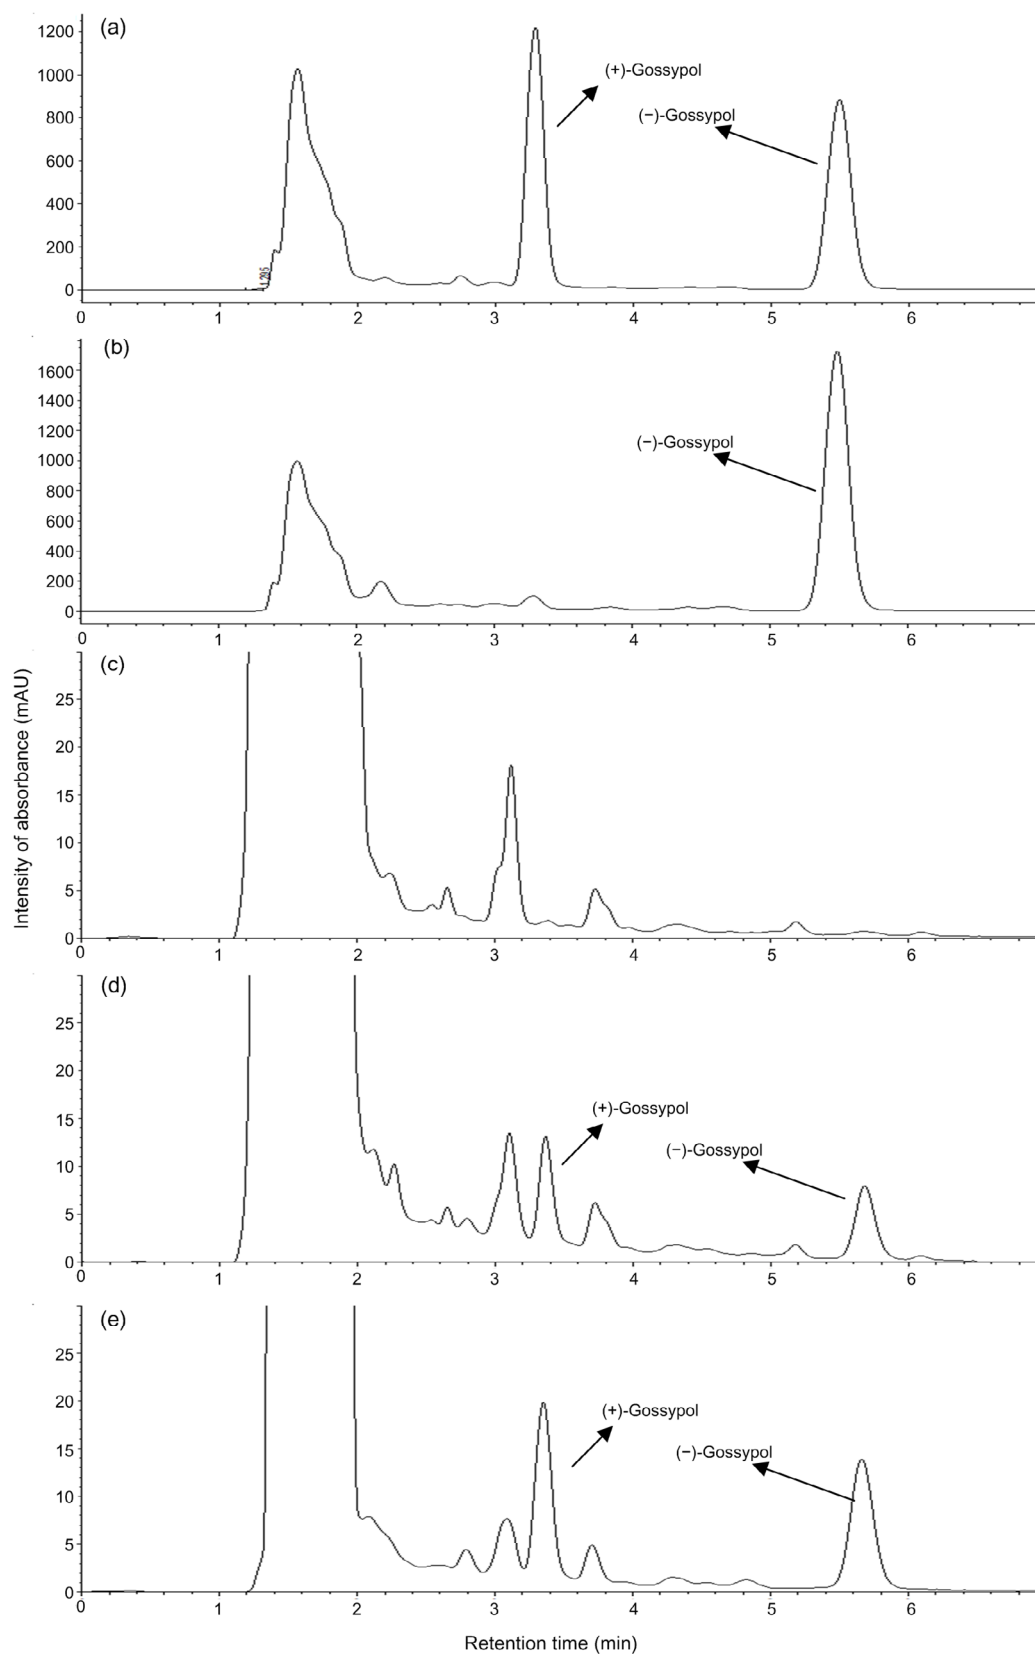 (a)
1200
1000
800
600
400
200
0
(+)-Gossypol
(−)-Gossypol
1.295
0 1 2 3 4 5 6
(b)
1600
1400
1200
1000
800
600
400
200
0
(−)-Gossypol
0 1 2 3 4 5 6
Intensity of absorbance (mAU)
(c)
25
20
15
10
5
0
0 1 2 3 4 5 6
(d)
25
20
15
10
5
0
(+)-Gossypol
(−)-Gossypol
0 1 2 3 4 5 6
(e)
25
20
15
10
5
0
(+)-Gossypol
(−)-Gossypol
0 1 2 3 4 5 6
Retention time (min)